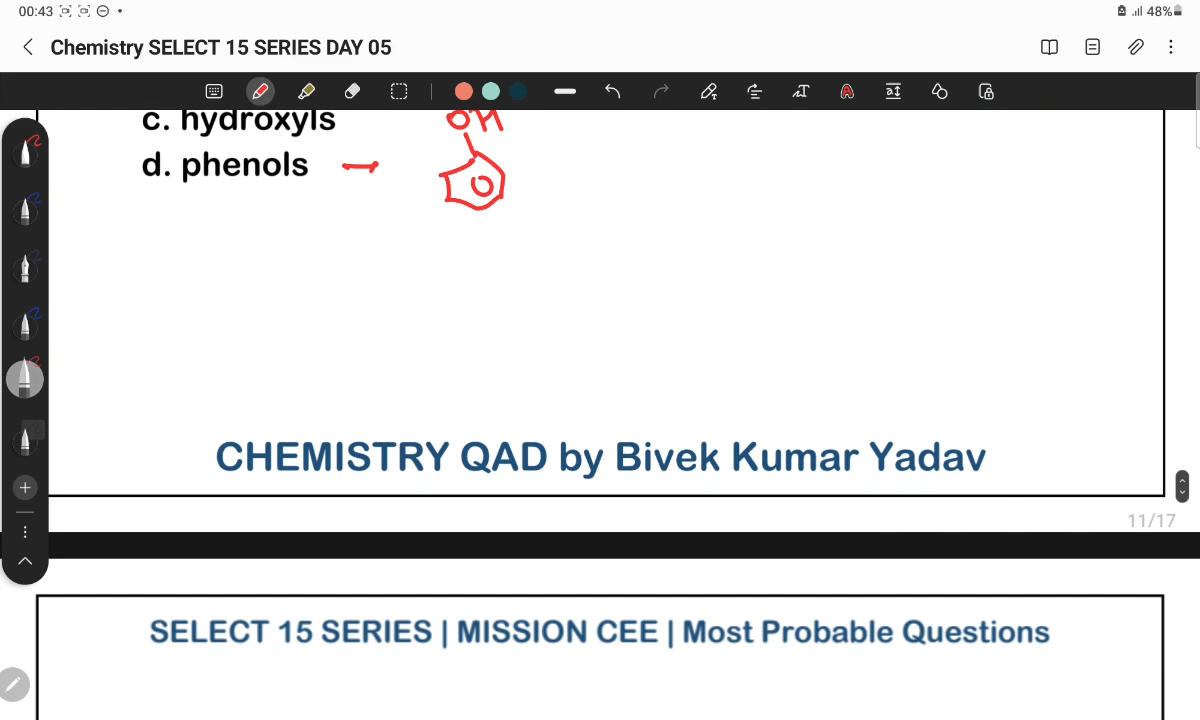 00:43 48%
Chemistry SELECT 15 SERIES DAY 05
c. hydroxyls OH
d. phenols
CHEMISTRY QAD by Bivek Kumar Yadav
11/17
SELECT 15 SERIES | MISSION CEE | Most Probable Questions